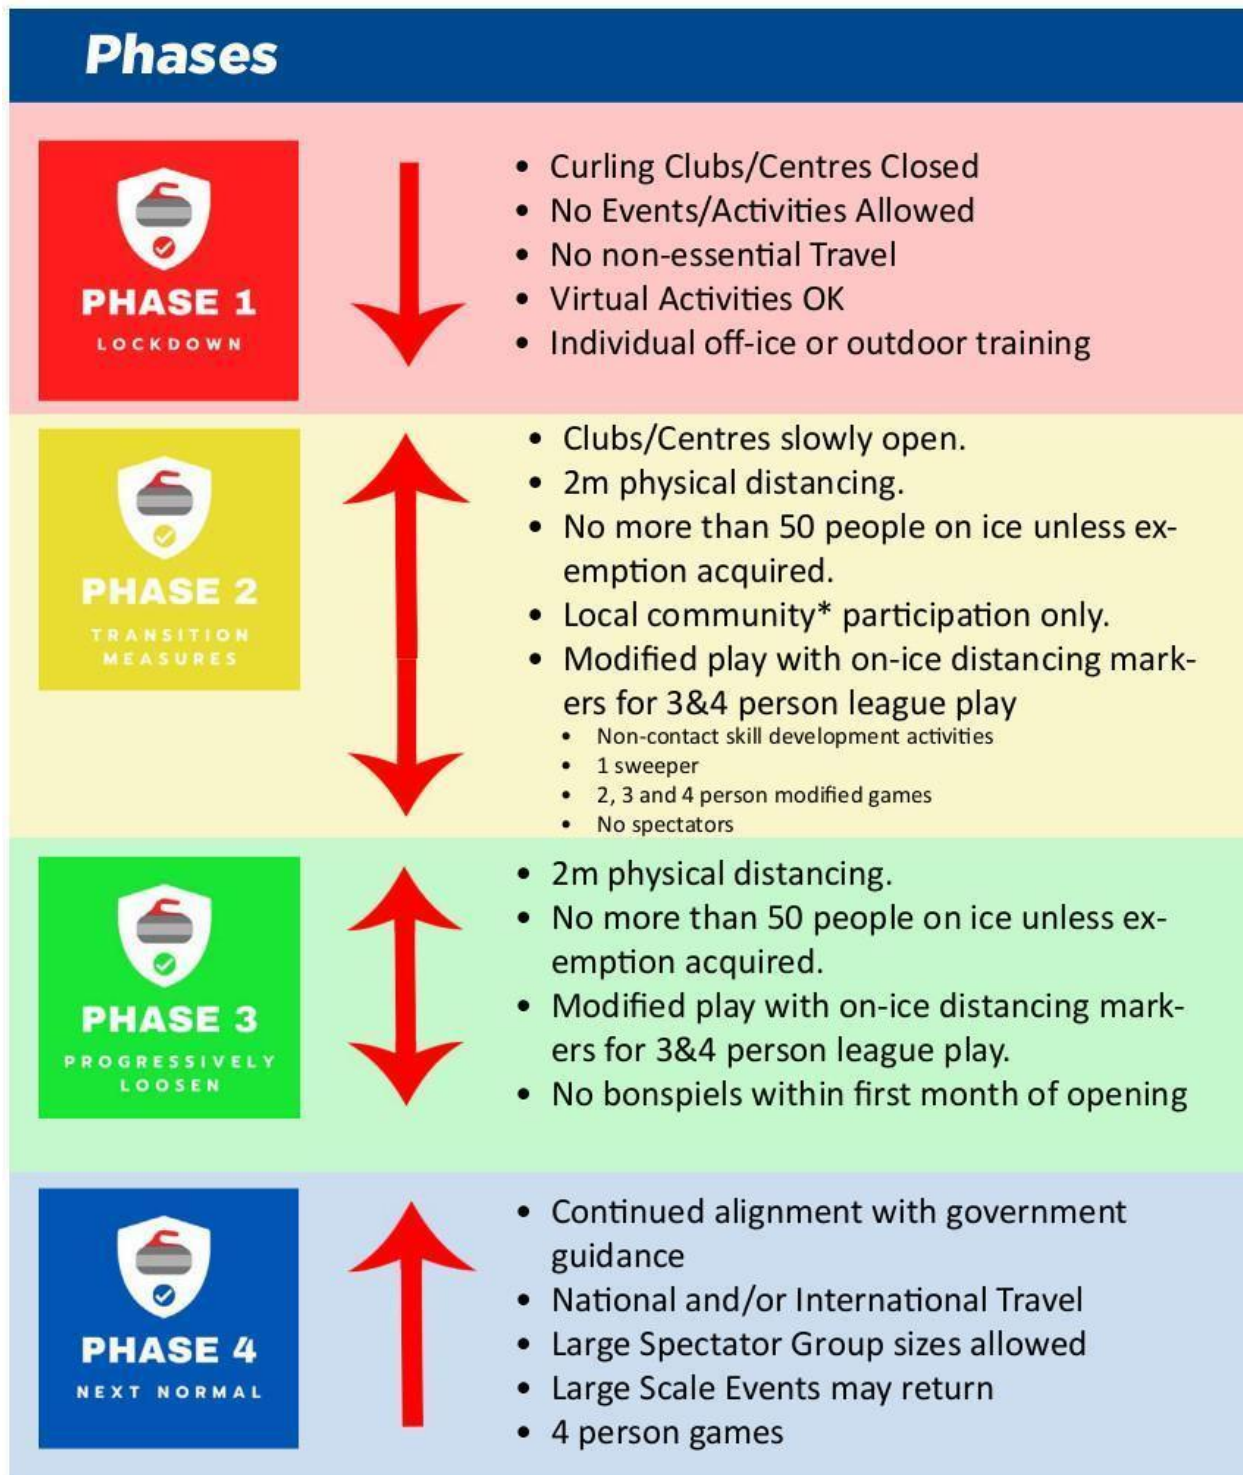 Phases
PHASE 1
LOCKDOWN
• Curling Clubs/Centres Closed
• No Events/Activities Allowed
• No non-essential Travel
• Virtual Activities OK
• Individual off-ice or outdoor training
PHASE 2
TRANSITION
MEASURES
• Clubs/Centres slowly open.
• 2m physical distancing.
• No more than 50 people on ice unless ex-
emption acquired.
• Local community* participation only.
• Modified play with on-ice distancing mark-
ers for 3&4 person league play
• Non-contact skill development activities
• 1 sweeper
• 2, 3 and 4 person modified games
• No spectators
PHASE 3
PROGRESSIVELY
LOOSEN
• 2m physical distancing.
• No more than 50 people on ice unless ex-
emption acquired.
• Modified play with on-ice distancing mark-
ers for 3&4 person league play.
• No bonspiels within first month of opening
PHASE 4
NEXT NORMAL
• Continued alignment with government
guidance
• National and/or International Travel
• Large Spectator Group sizes allowed
• Large Scale Events may return
• 4 person games